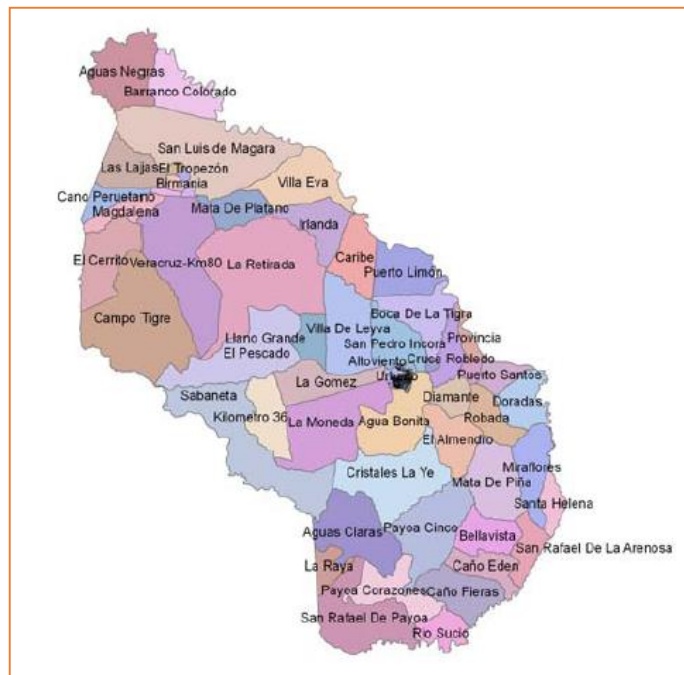 Aguas Negras
Barranco Colorado
San Luis de Magara
Las Lajas
El Tropezón
Birmania
Villa Eva
Cano Peruetano
Magdalena
Mata De Platano
Irlanda
El Cerrito
Veracruz-Km80
La Retirada
Caribe
Puerto Limón
Campo Tigre
Boca De La Tigra
Llano Grande
Villa De Leyva
Provincia
San Pedro Incora
El Pescado
Altoviento
Cruce Robledo
La Gomez
Puerto Santos
Sabaneta
Diamante
Doradas
Kilometro 36
La Moneda
Agua Bonita
Robada
El Almendro
Cristales La Ye
Miraflores
Mata De Piña
Santa Helena
Aguas Claras
Payoa Cinco
Bellavista
San Rafael De La Arenosa
La Raya
Caño Eden
Payoa Corazones
Caño Fieras
San Rafael De Payoa
Rio Sucio